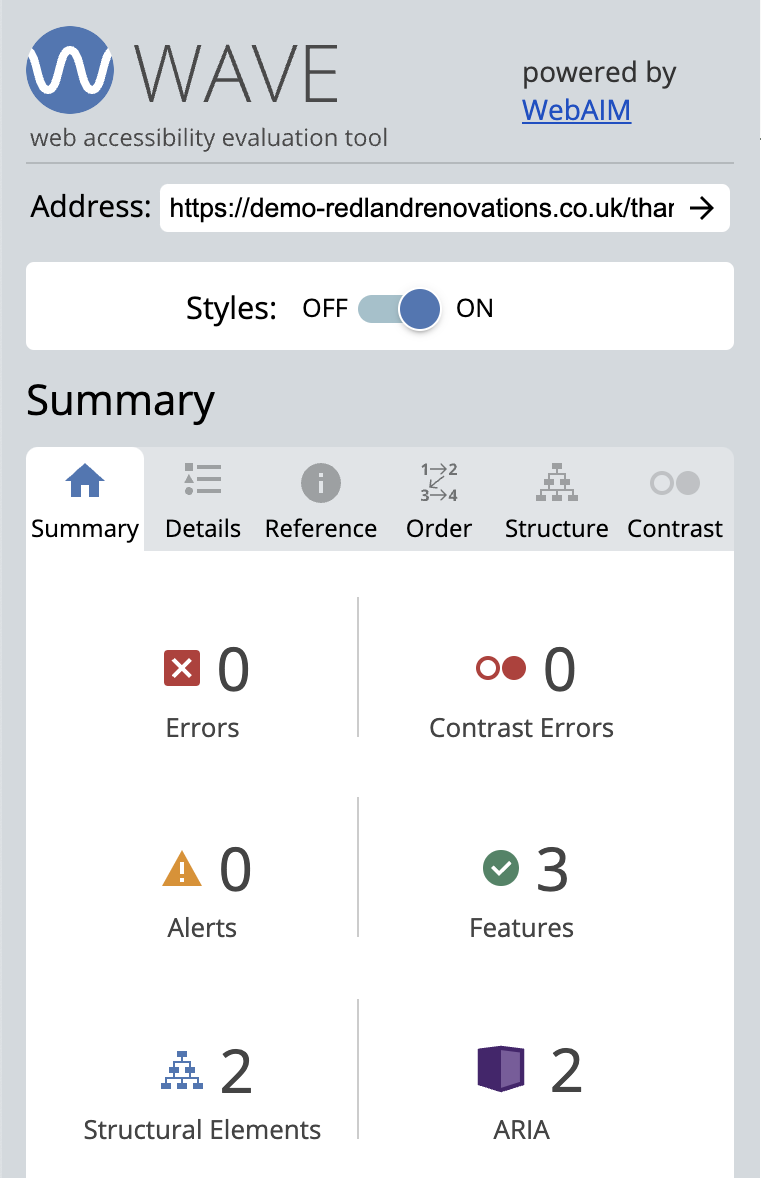 WAVE
powered by
WebAIM
web accessibility evaluation tool
Address: https://demo-redlandrenovations.co.uk/thar
Styles: OFF ON
Summary
1→2
3→4
Summary Details Reference Order Structure Contrast
0 0
Errors Contrast Errors
0 3
Alerts Features
2 2
Structural Elements ARIA